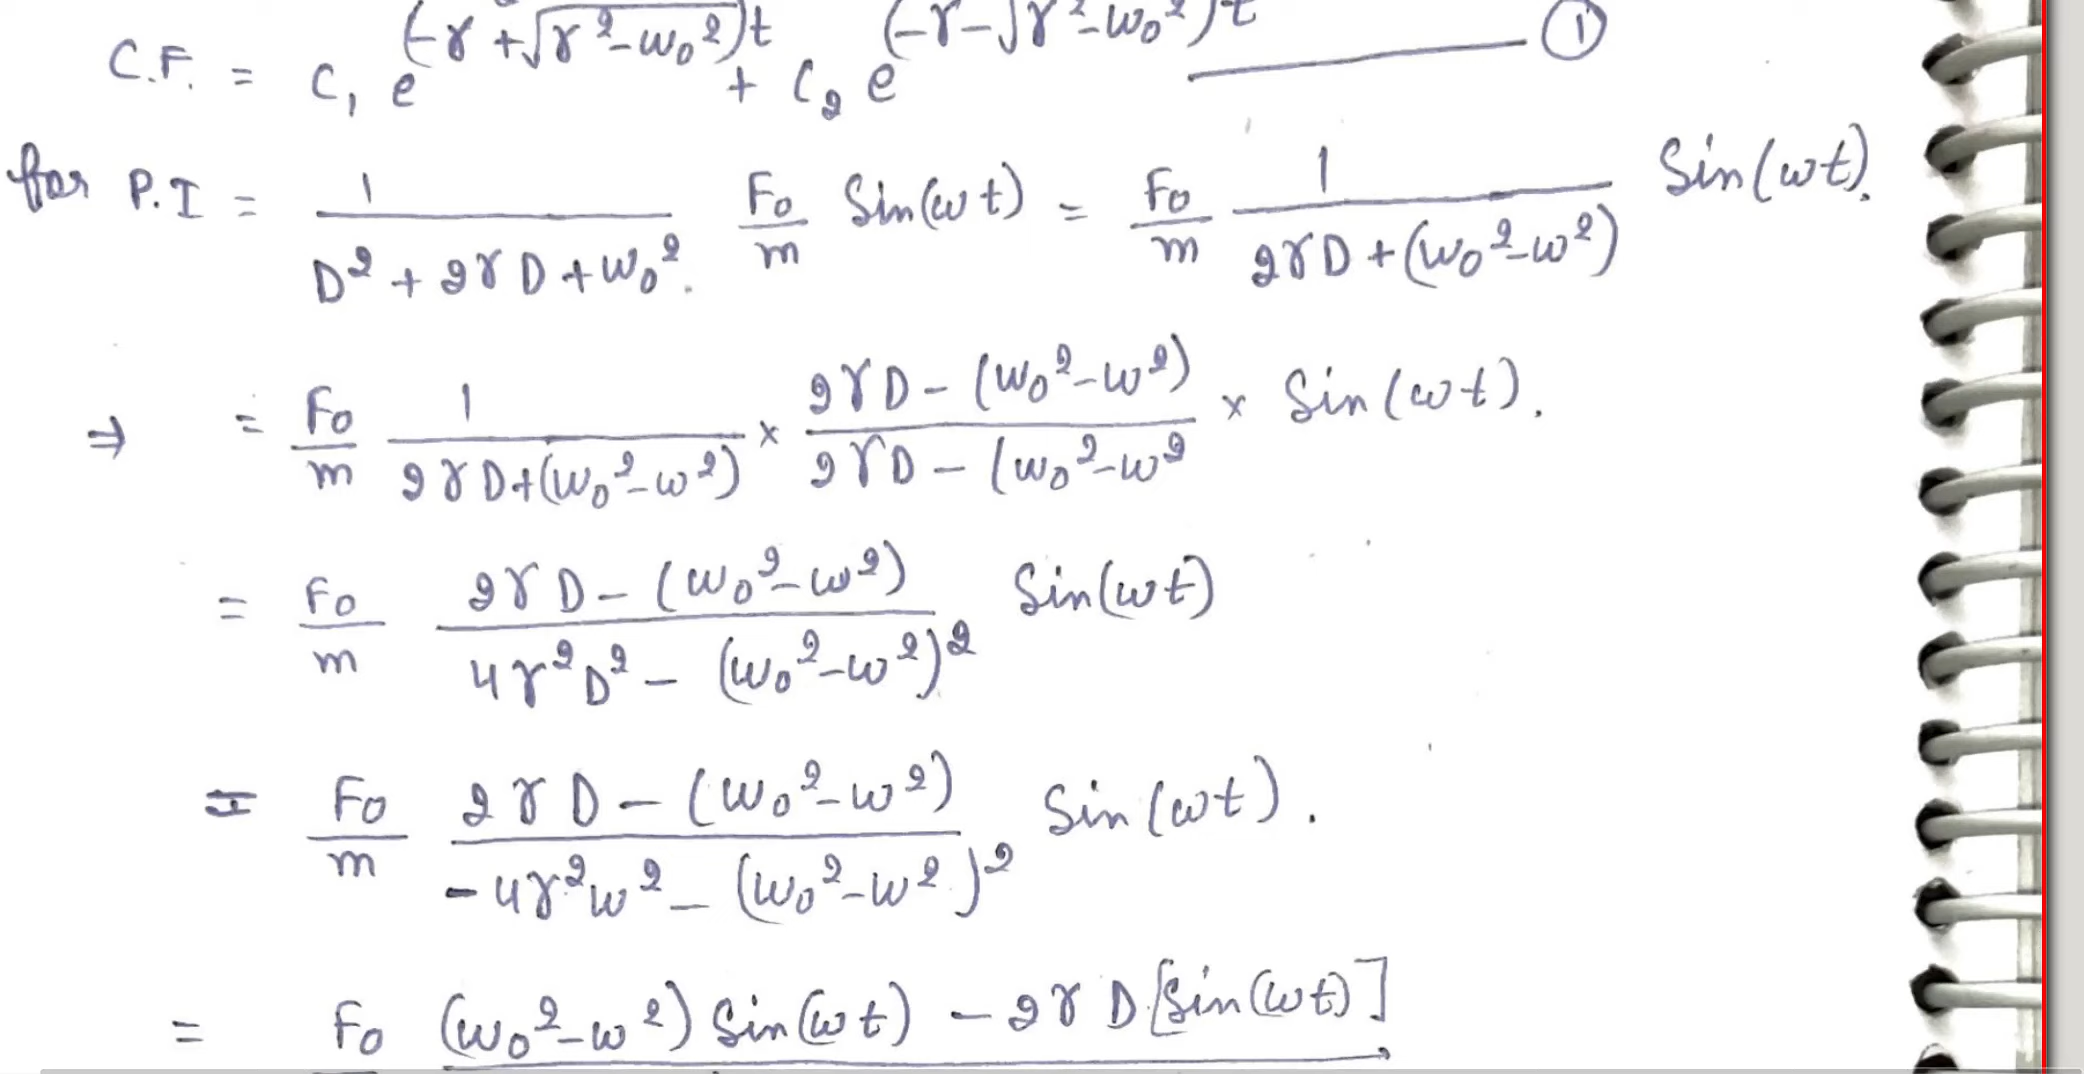 C.F. = C₁ e^(-γ+√γ²-ω₀²)t + C₂ e^(-γ-√γ²-ω₀²)t ——— ①
for P.I = 1/(D²+2γD+ω₀²) F₀/m Sin(ωt) = F₀/m 1/(2γD+(ω₀²-ω²)) Sin(ωt).
⇒ = F₀/m 1/(2γD+(ω₀²-ω²)) × (2γD-(ω₀²-ω²))/(2γD-(ω₀²-ω²) × Sin(ωt).
= F₀/m (2γD-(ω₀²-ω²))/(4γ²D²-(ω₀²-ω²)²) Sin(ωt)
= F₀/m (2γD-(ω₀²-ω²))/(-4γ²ω²-(ω₀²-ω²)²) Sin(ωt).
= F₀ (ω₀²-ω²) Sin(ωt) - 2γ D[Sin(ωt)]